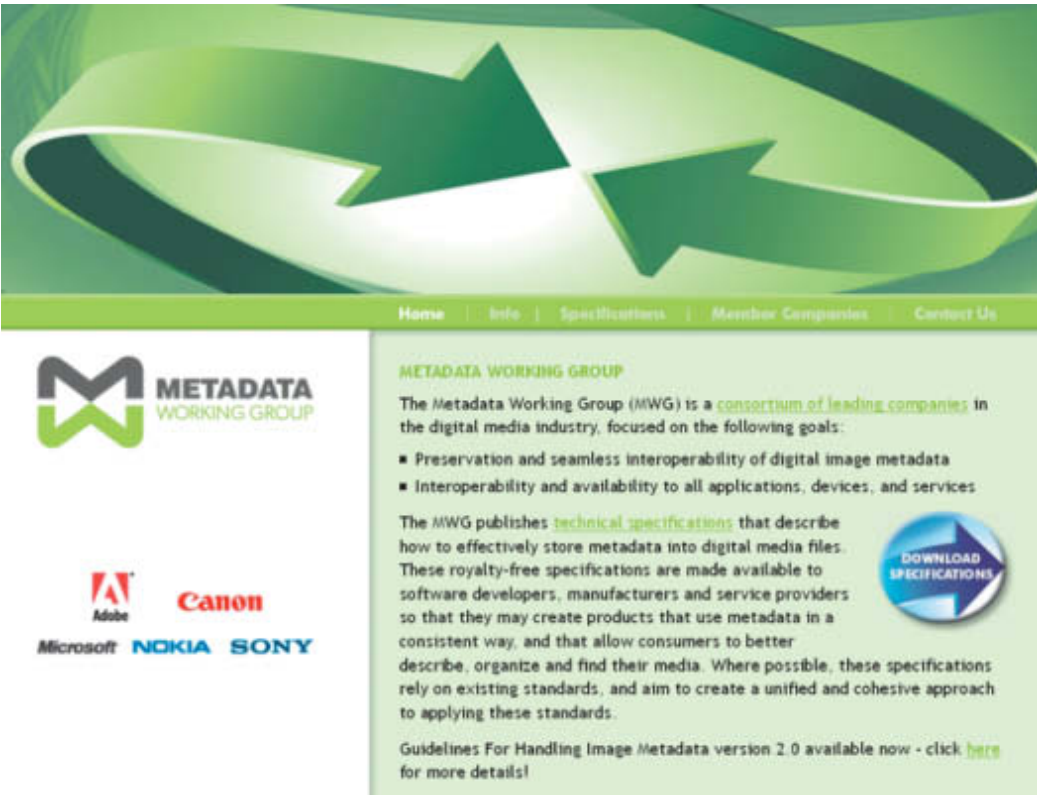 Home | Info | Specifications | Member Companies | Contact Us
METADATA
WORKING GROUP
Adobe
Canon
Microsoft NOKIA SONY
METADATA WORKING GROUP
The Metadata Working Group (MWG) is a consortium of leading companies in
the digital media industry, focused on the following goals:
▪ Preservation and seamless interoperability of digital image metadata
▪ Interoperability and availability to all applications, devices, and services
The MWG publishes technical specifications that describe
how to effectively store metadata into digital media files.
These royalty-free specifications are made available to
software developers, manufacturers and service providers
so that they may create products that use metadata in a
consistent way, and that allow consumers to better
describe, organize and find their media. Where possible, these specifications
rely on existing standards, and aim to create a unified and cohesive approach
to applying these standards.
DOWNLOAD
SPECIFICATIONS
Guidelines For Handling Image Metadata version 2.0 available now - click here
for more details!